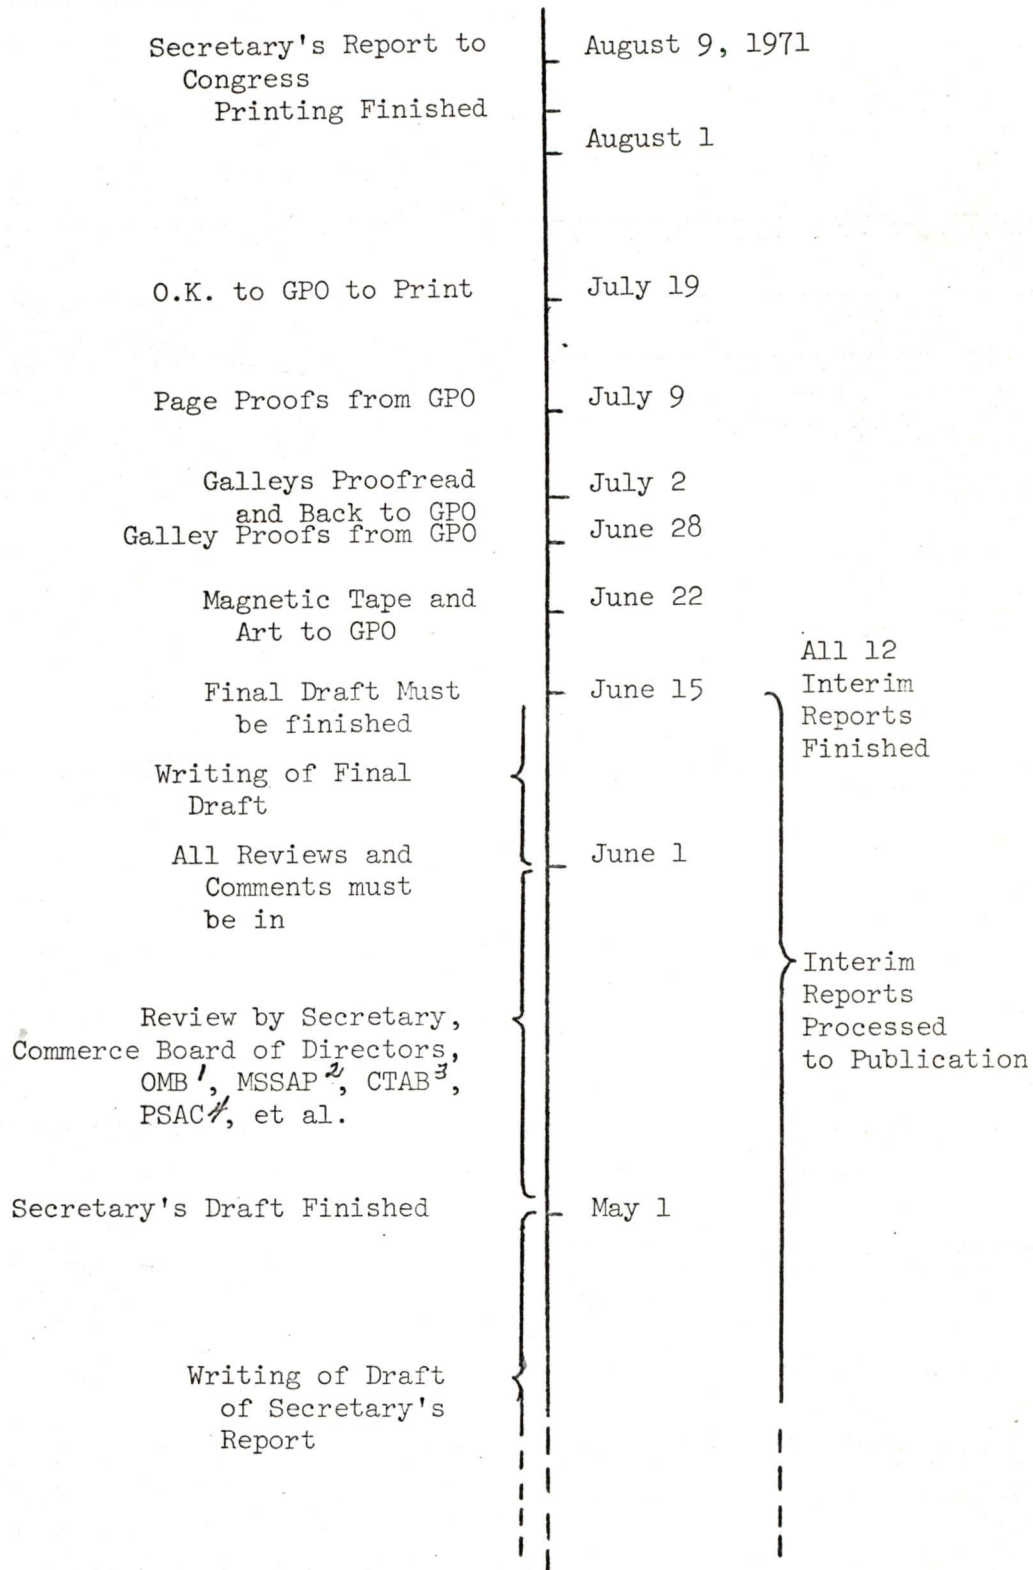 Secretary's Report to
Congress
Printing Finished
August 9, 1971
August 1
O.K. to GPO to Print
July 19
Page Proofs from GPO
July 9
Galleys Proofread
and Back to GPO
July 2
Galley Proofs from GPO
June 28
Magnetic Tape and
Art to GPO
June 22
Final Draft Must
be finished
June 15
All 12
Interim
Reports
Finished
Writing of Final
Draft
All Reviews and
Comments must
be in
June 1
Interim
Reports
Processed
to Publication
Review by Secretary,
Commerce Board of Directors,
OMB 1, MSSAP 2, CTAB 3,
PSAC 4, et al.
Secretary's Draft Finished
May 1
Writing of Draft
of Secretary's
Report